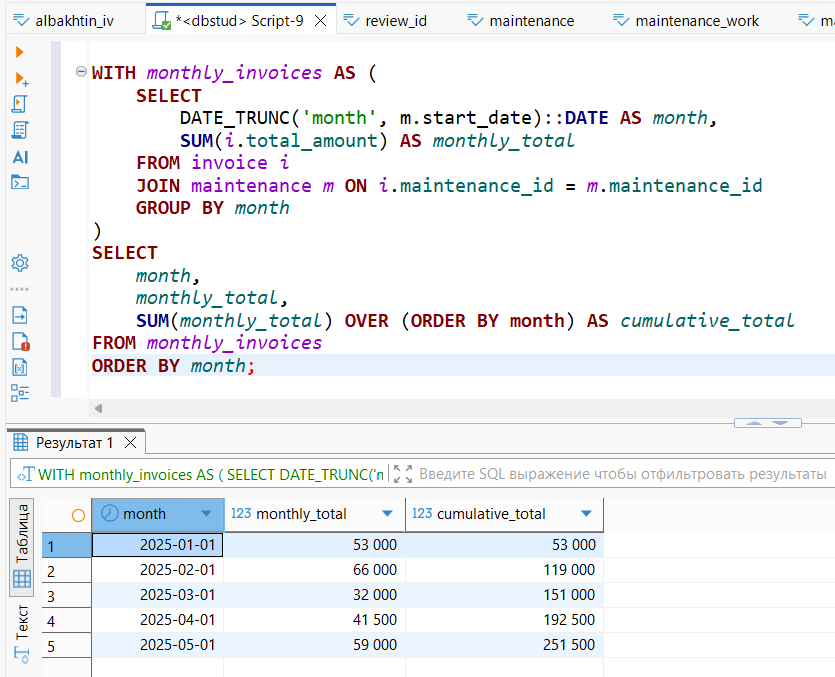 albakhtin_iv
*<dbstud> Script-9
review_id
maintenance
maintenance_work
WITH monthly_invoices AS (
SELECT
DATE_TRUNC('month', m.start_date)::DATE AS month,
SUM(i.total_amount) AS monthly_total
FROM invoice i
JOIN maintenance m ON i.maintenance_id = m.maintenance_id
GROUP BY month
)
SELECT
month,
monthly_total,
SUM(monthly_total) OVER (ORDER BY month) AS cumulative_total
FROM monthly_invoices
ORDER BY month;
AI
Результат 1
WITH monthly_invoices AS ( SELECT DATE_TRUNC('m
Введите SQL выражение чтобы отфильтровать результаты
Таблица
Текст
month 123 monthly_total 123 cumulative_total
1 2025-01-01 53 000 53 000
2 2025-02-01 66 000 119 000
3 2025-03-01 32 000 151 000
4 2025-04-01 41 500 192 500
5 2025-05-01 59 000 251 500